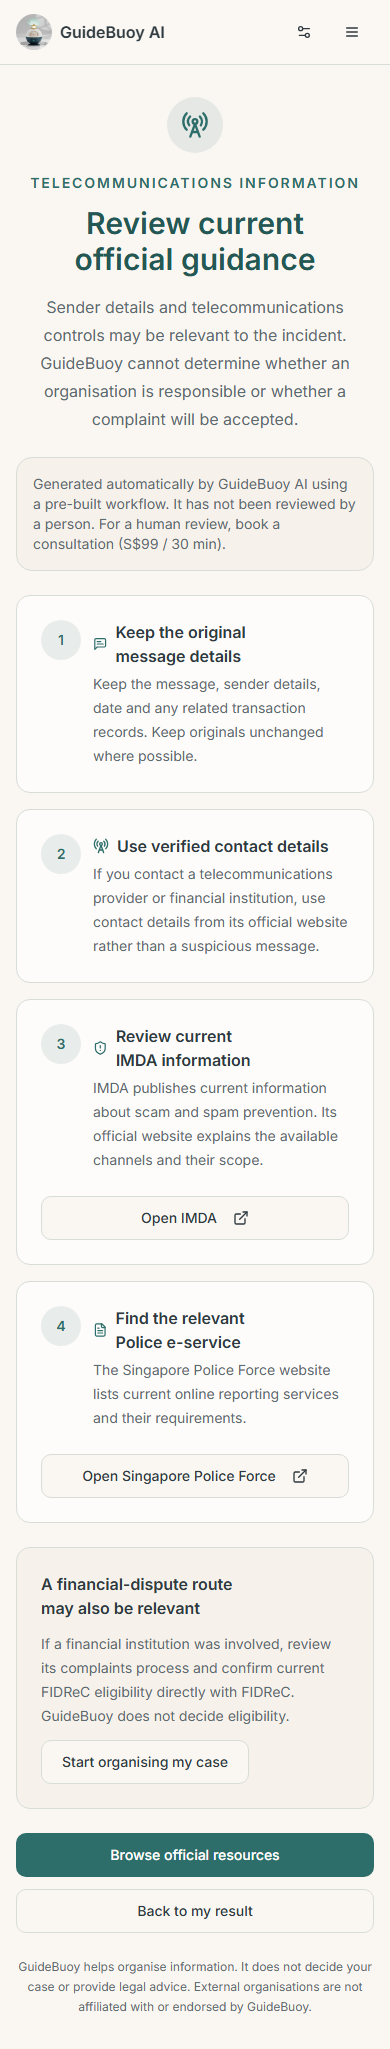 GuideBuoy AI
TELECOMMUNICATIONS INFORMATION
Review current
official guidance
Sender details and telecommunications
controls may be relevant to the incident.
GuideBuoy cannot determine whether an
organisation is responsible or whether a
complaint will be accepted.
Generated automatically by GuideBuoy AI using
a pre-built workflow. It has not been reviewed by
a person. For a human review, book a
consultation (S$99 / 30 min).
1
Keep the original
message details
Keep the message, sender details,
date and any related transaction
records. Keep originals unchanged
where possible.
2
Use verified contact details
If you contact a telecommunications
provider or financial institution, use
contact details from its official website
rather than a suspicious message.
3
Review current
IMDA information
IMDA publishes current information
about scam and spam prevention. Its
official website explains the available
channels and their scope.
Open IMDA
4
Find the relevant
Police e-service
The Singapore Police Force website
lists current online reporting services
and their requirements.
Open Singapore Police Force
A financial-dispute route
may also be relevant
If a financial institution was involved, review
its complaints process and confirm current
FIDReC eligibility directly with FIDReC.
GuideBuoy does not decide eligibility.
Start organising my case
Browse official resources
Back to my result
GuideBuoy helps organise information. It does not decide your
case or provide legal advice. External organisations are not
affiliated with or endorsed by GuideBuoy.